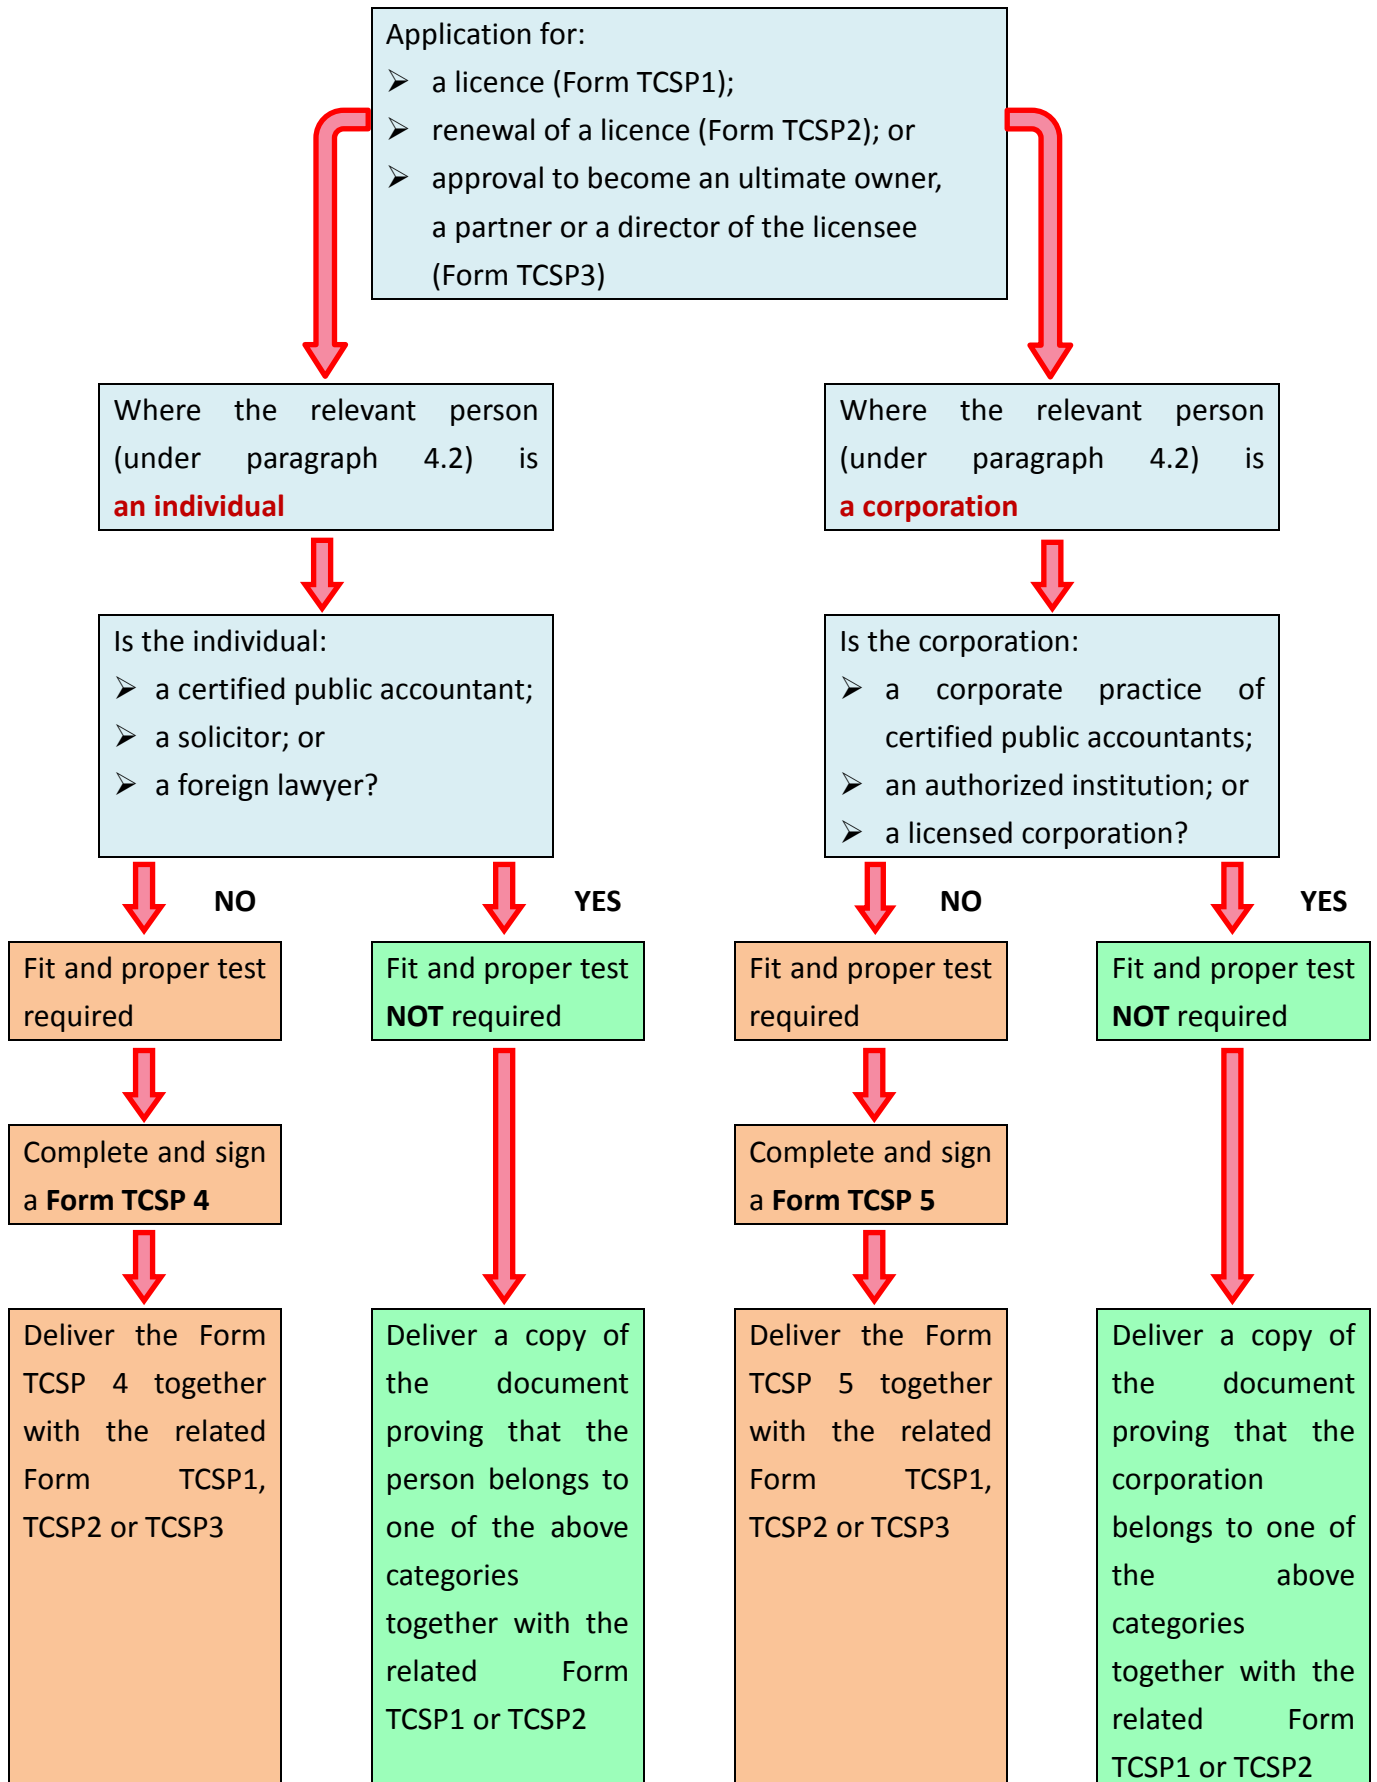 Application for:
➢ a licence (Form TCSP1);
➢ renewal of a licence (Form TCSP2); or
➢ approval to become an ultimate owner,
a partner or a director of the licensee
(Form TCSP3)
Where the relevant person
(under paragraph 4.2) is
an individual
Where the relevant person
(under paragraph 4.2) is
a corporation
Is the individual:
➢ a certified public accountant;
➢ a solicitor; or
➢ a foreign lawyer?
Is the corporation:
➢ a corporate practice of
certified public accountants;
➢ an authorized institution; or
➢ a licensed corporation?
NO
YES
NO
YES
Fit and proper test
required
Fit and proper test
NOT required
Fit and proper test
required
Fit and proper test
NOT required
Complete and sign
a Form TCSP 4
Complete and sign
a Form TCSP 5
Deliver the Form
TCSP 4 together
with the related
Form TCSP1,
TCSP2 or TCSP3
Deliver a copy of
the document
proving that the
person belongs to
one of the above
categories
together with the
related Form
TCSP1 or TCSP2
Deliver the Form
TCSP 5 together
with the related
Form TCSP1,
TCSP2 or TCSP3
Deliver a copy of
the document
proving that the
corporation
belongs to one of
the above
categories
together with the
related Form
TCSP1 or TCSP2